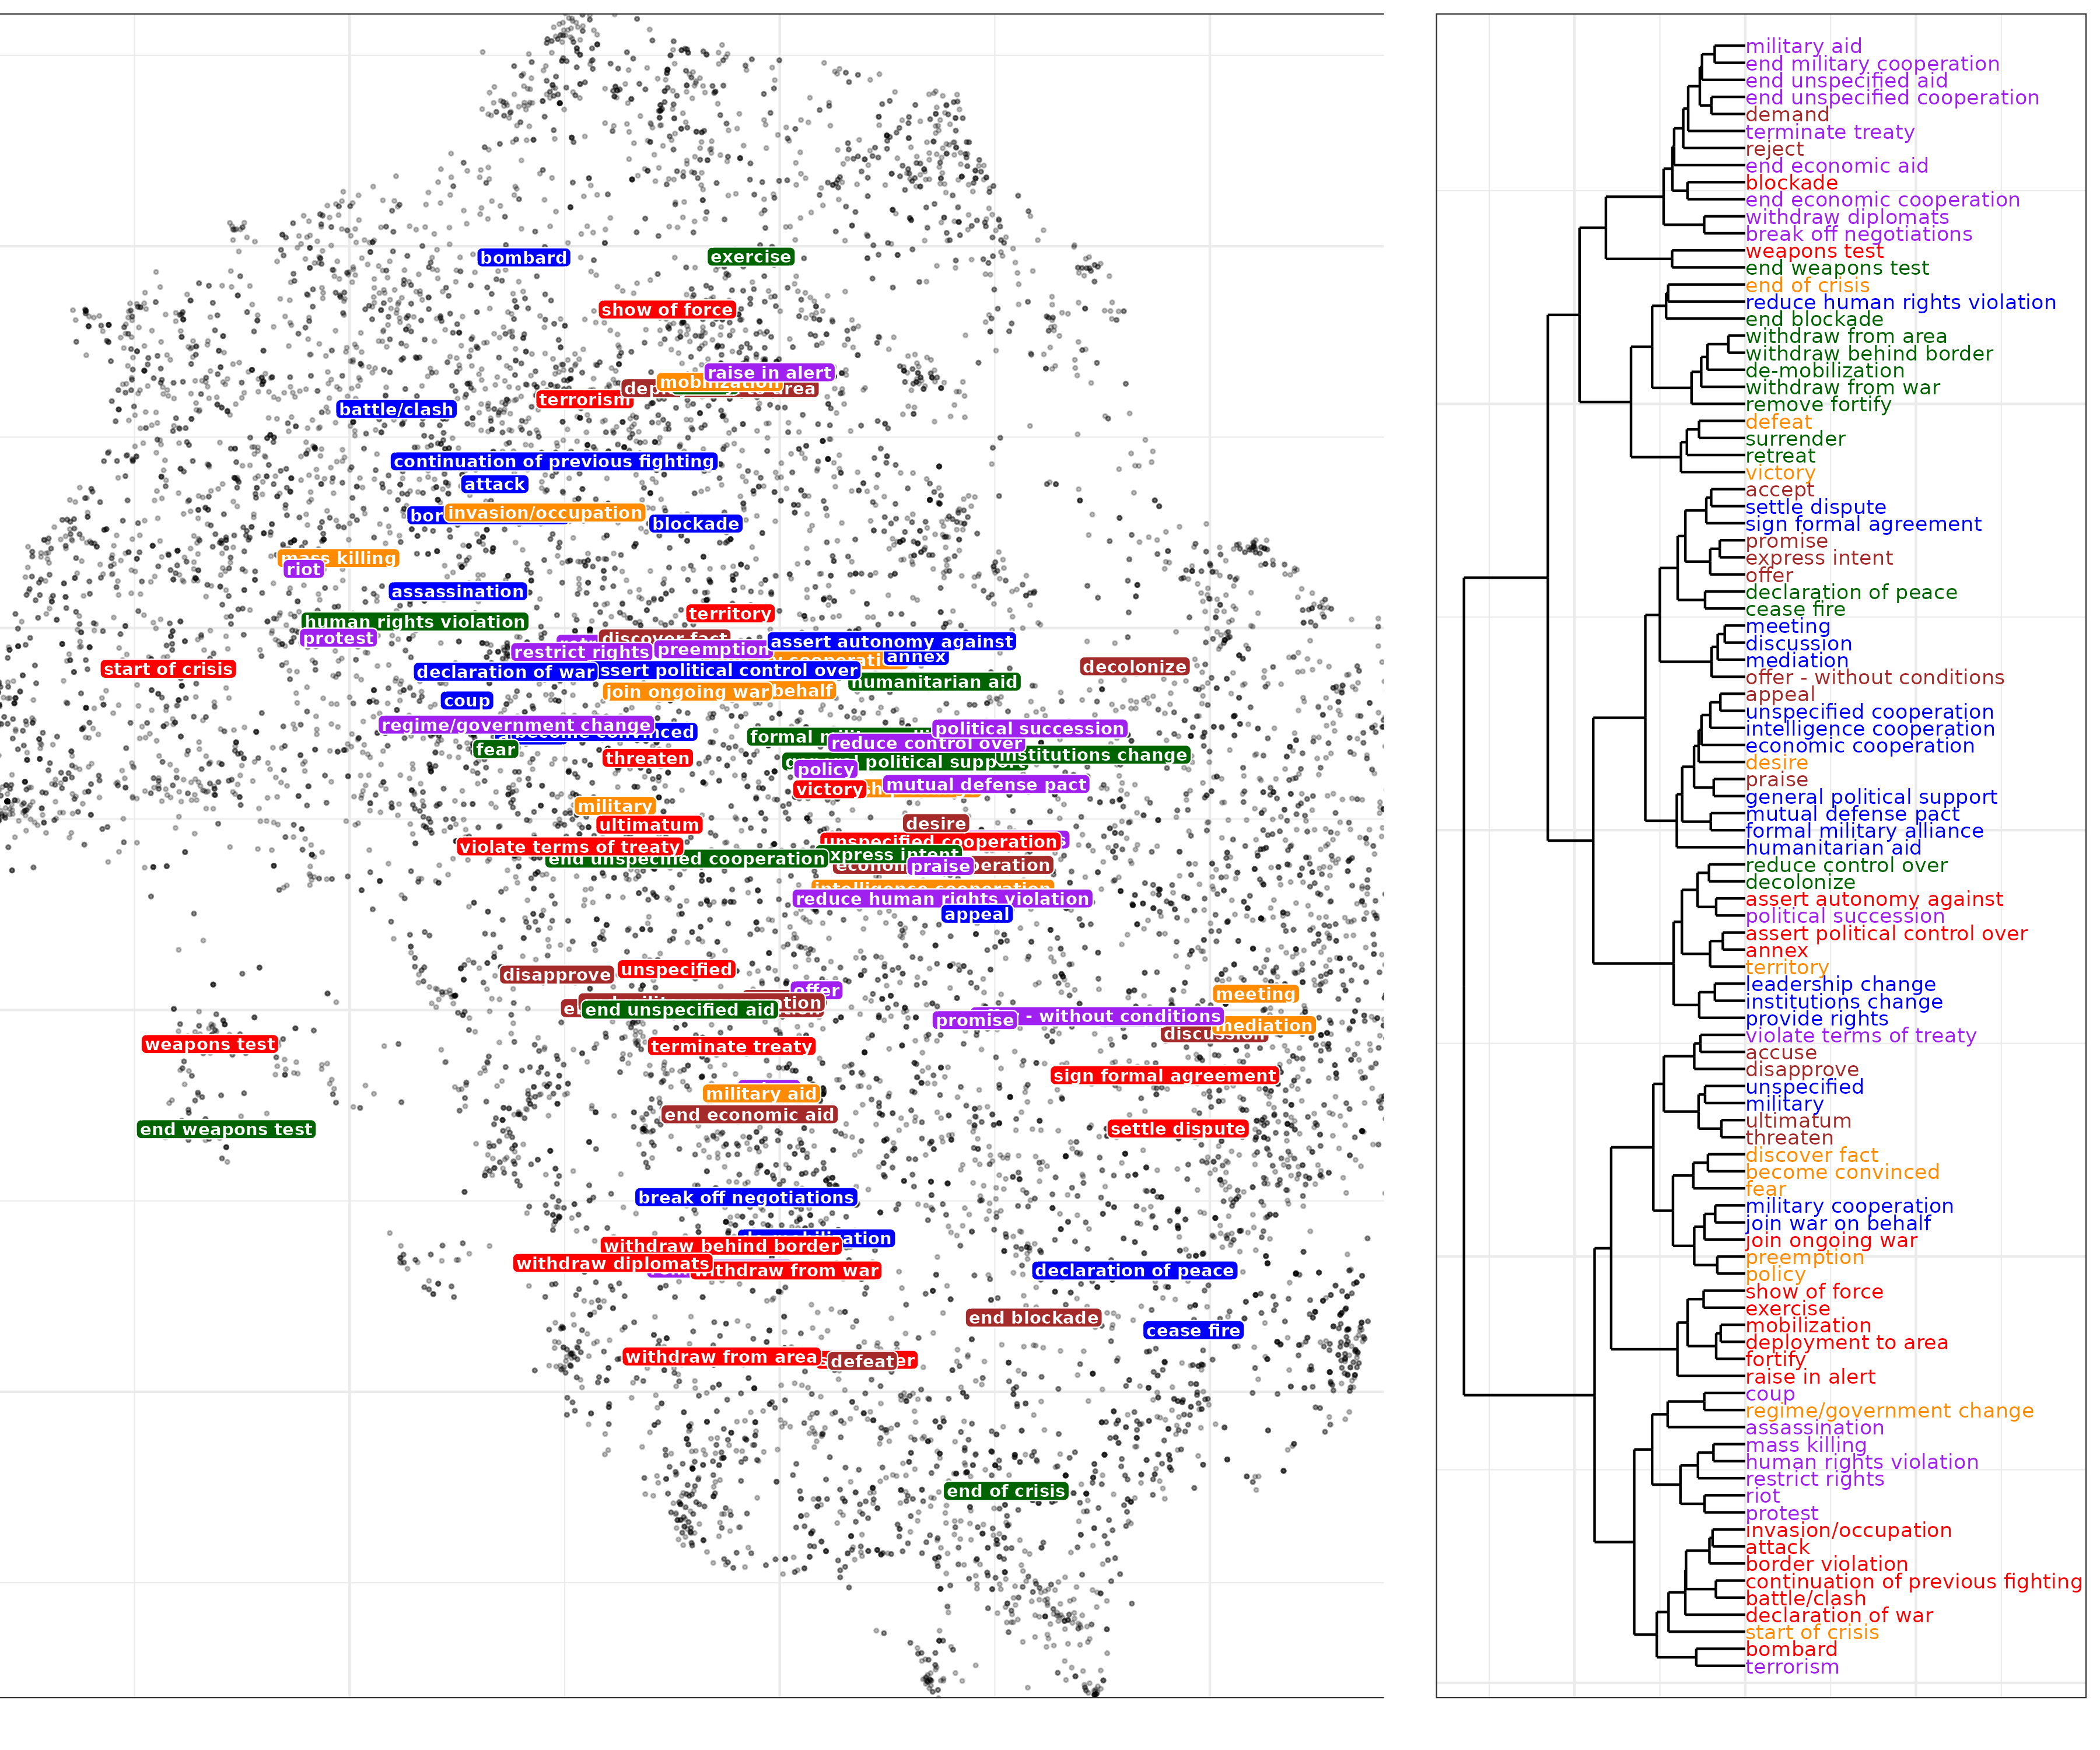 bombard
exercise
show of force
raise in alert
mobilization
terrorism
battle/clash
continuation of previous fighting
attack
invasion/occupation
blockade
mass killing
riot
assassination
territory
human rights violation
protest
discover fact
assert autonomy against
restrict rights
preemption
annex
start of crisis
declaration of war
assert political control over
decolonize
humanitarian aid
join ongoing war
behalf
coup
regime/government change
political succession
fear
reduce control over
threaten
institutions change
policy
victory
mutual defense pact
military
ultimatum
desire
violate terms of treaty
unspecified cooperation
end unspecified cooperation
express intent
praise
intelligence cooperation
reduce human rights violation
appeal
disapprove
unspecified
offer
end unspecified aid
meeting
- without conditions
promise
mediation
discussion
weapons test
terminate treaty
sign formal agreement
military aid
end economic aid
end weapons test
settle dispute
break off negotiations
withdraw behind border
withdraw diplomats
withdraw from war
declaration of peace
end blockade
cease fire
withdraw from area
defeat
end of crisis
military aid
end military cooperation
end unspecified aid
end unspecified cooperation
demand
terminate treaty
reject
end economic aid
blockade
end economic cooperation
withdraw diplomats
break off negotiations
weapons test
end weapons test
end of crisis
reduce human rights violation
end blockade
withdraw from area
withdraw behind border
de-mobilization
withdraw from war
remove fortify
defeat
surrender
retreat
victory
accept
settle dispute
sign formal agreement
promise
express intent
offer
declaration of peace
cease fire
meeting
discussion
mediation
offer - without conditions
appeal
unspecified cooperation
intelligence cooperation
economic cooperation
desire
praise
general political support
mutual defense pact
formal military alliance
humanitarian aid
reduce control over
decolonize
assert autonomy against
political succession
assert political control over
annex
territory
leadership change
institutions change
provide rights
violate terms of treaty
accuse
disapprove
unspecified
military
ultimatum
threaten
discover fact
become convinced
fear
military cooperation
join war on behalf
join ongoing war
preemption
policy
show of force
exercise
mobilization
deployment to area
fortify
raise in alert
coup
regime/government change
assassination
mass killing
human rights violation
restrict rights
riot
protest
invasion/occupation
attack
border violation
continuation of previous fighting
battle/clash
declaration of war
start of crisis
bombard
terrorism